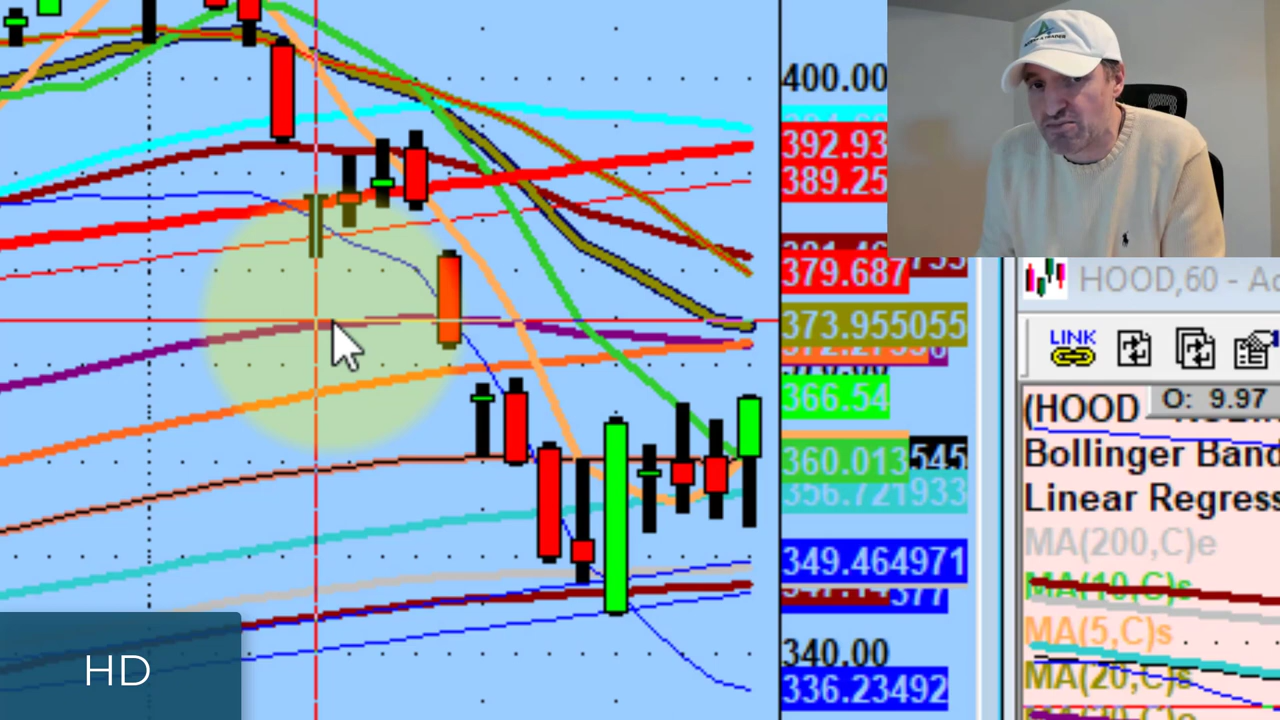 400.00
392.93
389.25
379.687
373.955055
366.54
360.013
545
356.721933
349.464971
340.00
336.23492
HD
HOOD,60 - Ad
LINK
(HOOD
O: 9.97
Bollinger Band
Linear Regress
MA(200,C)e
MA(10,C)s
MA(5,C)s
MA(20,C)s